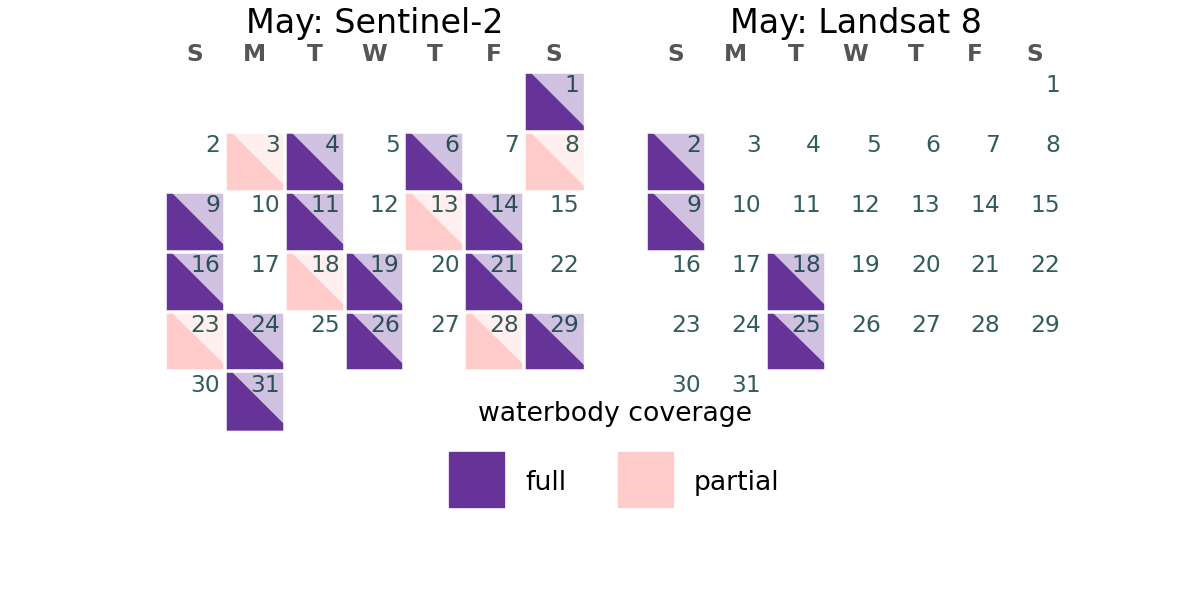 May: Sentinel-2
S M T W T F S
1
2 3 4 5 6 7 8
9 10 11 12 13 14 15
16 17 18 19 20 21 22
23 24 25 26 27 28 29
30 31
May: Landsat 8
S M T W T F S
1
2 3 4 5 6 7 8
9 10 11 12 13 14 15
16 17 18 19 20 21 22
23 24 25 26 27 28 29
30 31
waterbody coverage
full partial